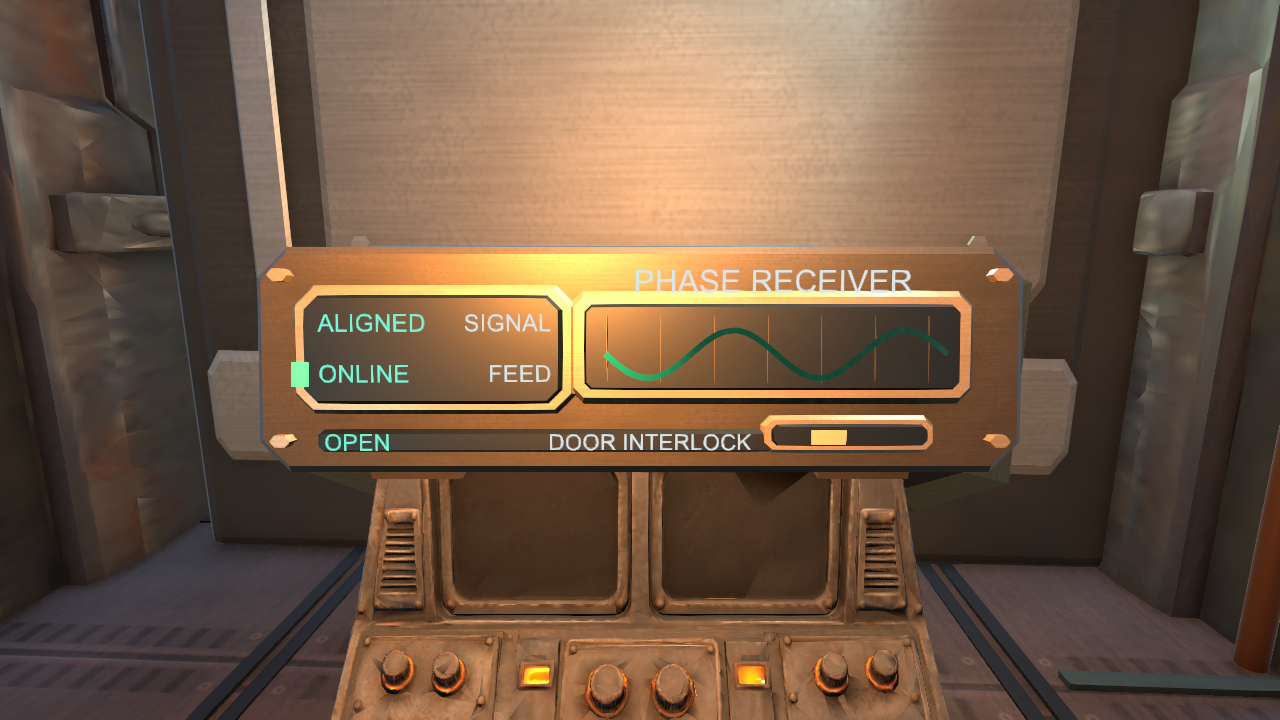 PHASE RECEIVER
ALIGNED SIGNAL
ONLINE FEED
OPEN DOOR INTERLOCK